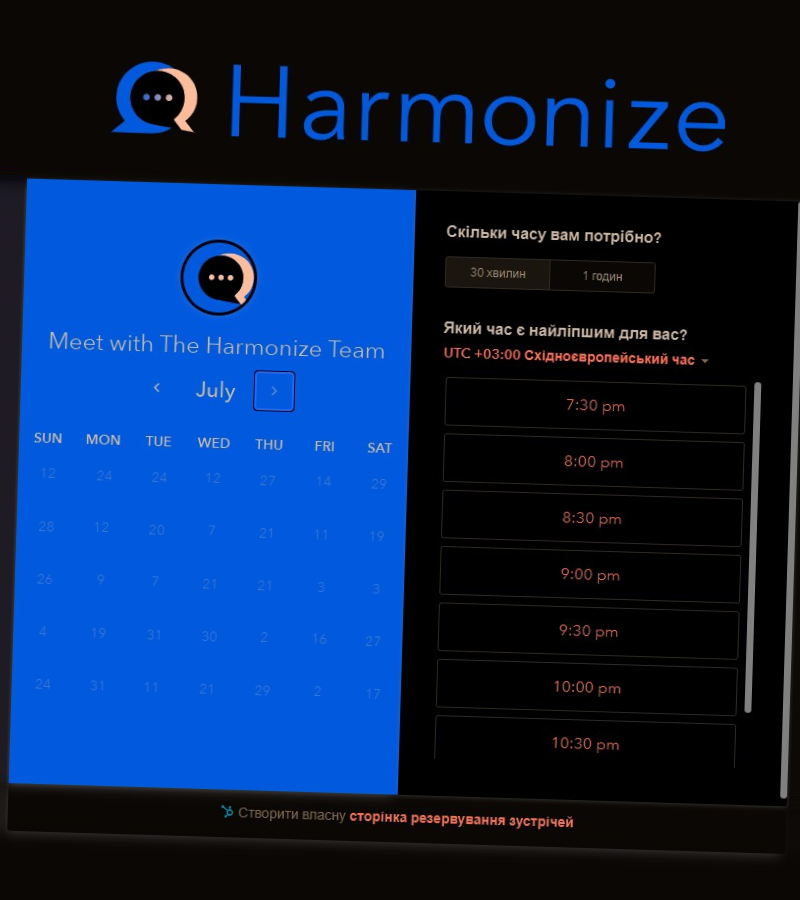 Harmonize
Meet with The Harmonize Team
July
SUN MON TUE WED THU FRI SAT
12 24 24 12 27 14 29
28 12 20 7 21 11 19
26 9 7 21 21 3 3
4 19 31 30 2 16 27
24 31 11 21 29 2 17
Скільки часу вам потрібно?
30 хвилин 1 годин
Який час є найліпшим для вас?
UTC +03:00 Східноєвропейський час
7:30 pm
8:00 pm
8:30 pm
9:00 pm
9:30 pm
10:00 pm
10:30 pm
Створити власну сторінка резервування зустрічей